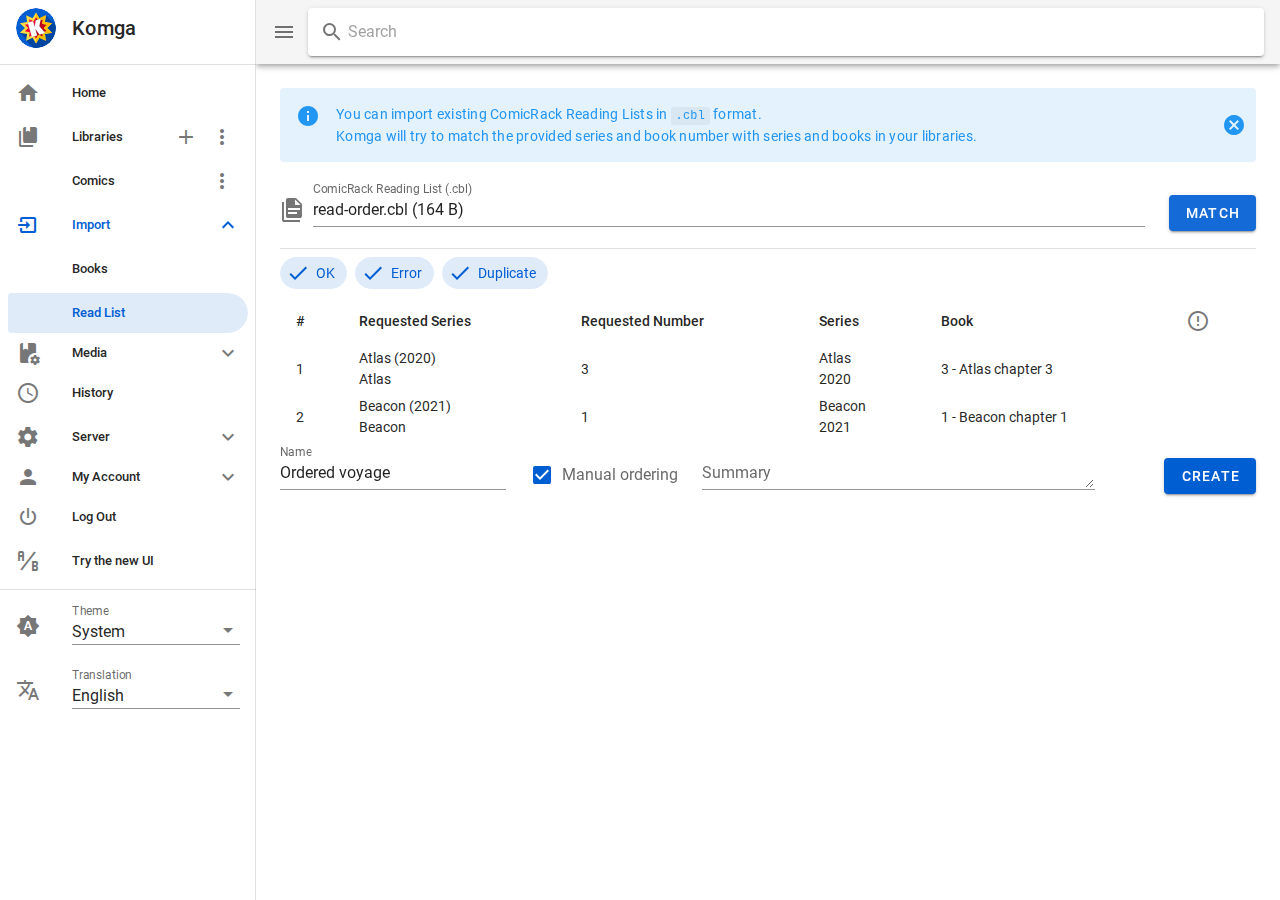 Komga
Search
Home
Libraries
Comics
Import
Books
Read List
Media
History
Server
My Account
Log Out
Try the new UI
Theme
System
Translation
English
You can import existing ComicRack Reading Lists in .cbl format.
Komga will try to match the provided series and book number with series and books in your libraries.
ComicRack Reading List (.cbl)
read-order.cbl (164 B)
MATCH
OK Error Duplicate
# Requested Series Requested Number Series Book
1 Atlas (2020) Atlas 3 Atlas 2020 3 - Atlas chapter 3
2 Beacon (2021) Beacon 1 Beacon 2021 1 - Beacon chapter 1
Name
Ordered voyage
Manual ordering
Summary
CREATE